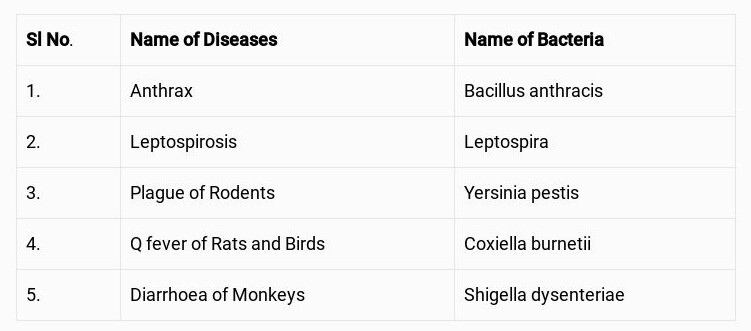 Sl No. Name of Diseases Name of Bacteria
1. Anthrax Bacillus anthracis
2. Leptospirosis Leptospira
3. Plague of Rodents Yersinia pestis
4. Q fever of Rats and Birds Coxiella burnetii
5. Diarrhoea of Monkeys Shigella dysenteriae